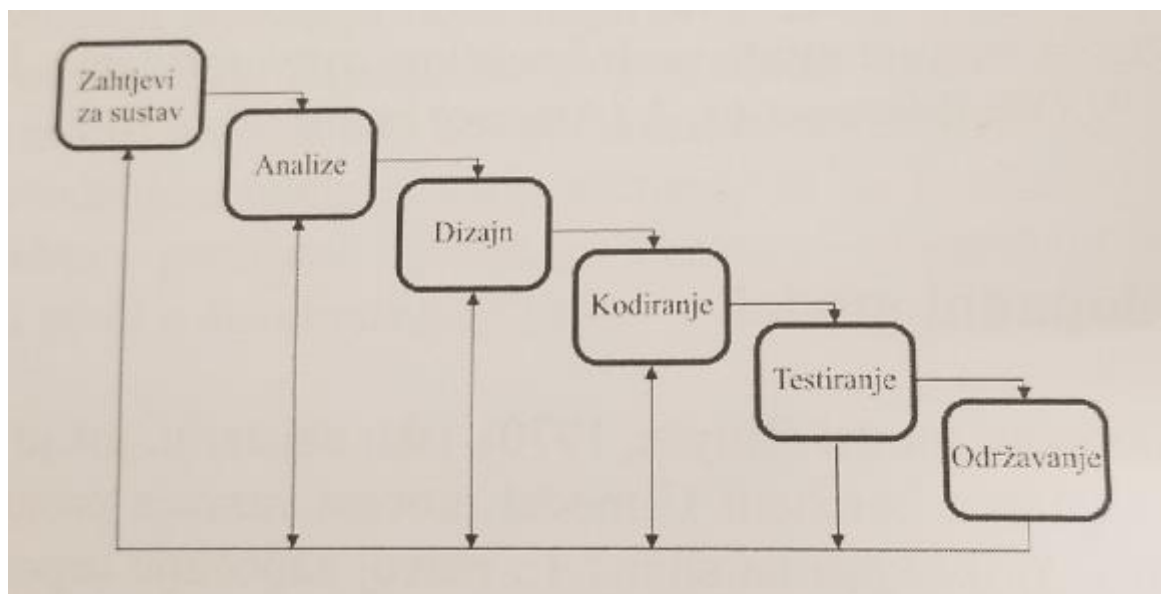 Zahtjevi
za sustav
Analize
Dizajn
Kodiranje
Testiranje
Održavanje